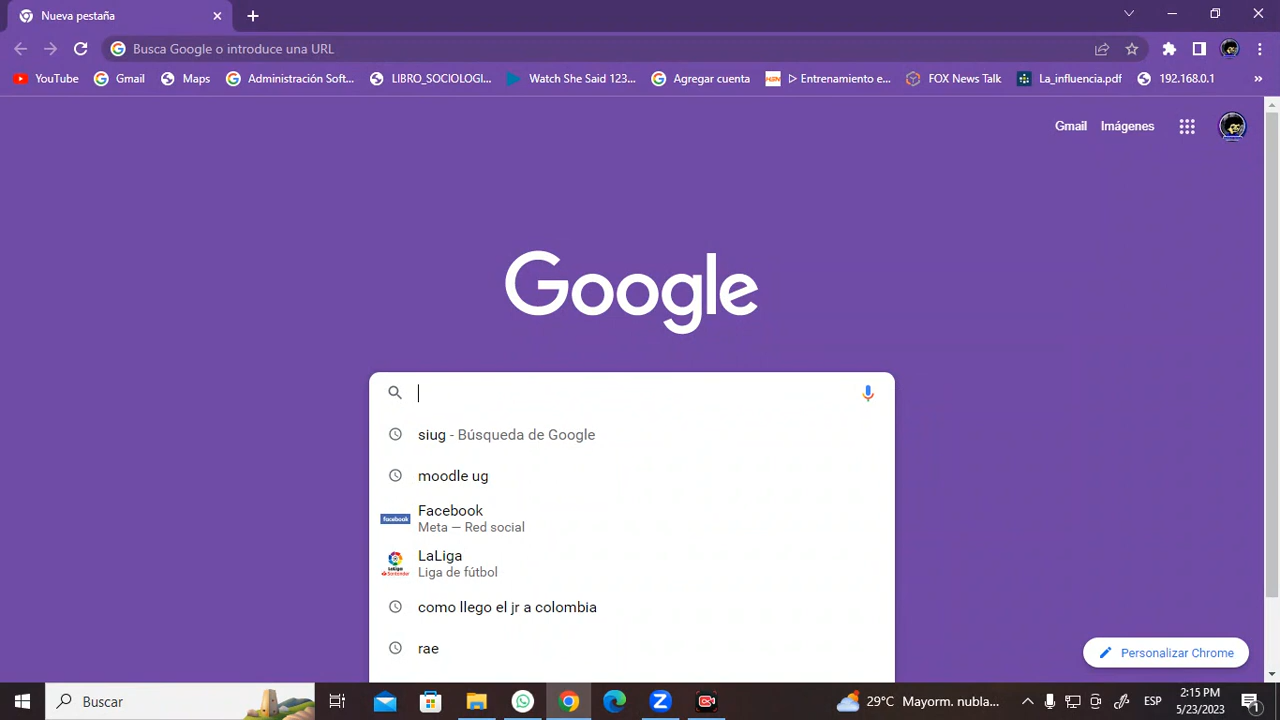 Nueva pestaña
Busca Google o introduce una URL
YouTube Gmail Maps Administración Soft... LIBRO_SOCIOLOGI... Watch She Said 123... Agregar cuenta ᐅ Entrenamiento e... FOX News Talk La_influencia.pdf 192.168.0.1 »
Gmail Imágenes
Google
siug - Búsqueda de Google
moodle ug
facebook Facebook
Meta — Red social
LaLiga
Liga de fútbol
como llego el jr a colombia
rae
Personalizar Chrome
Buscar 29°C Mayorm. nubla... ESP 2:15 PM
5/23/2023 1